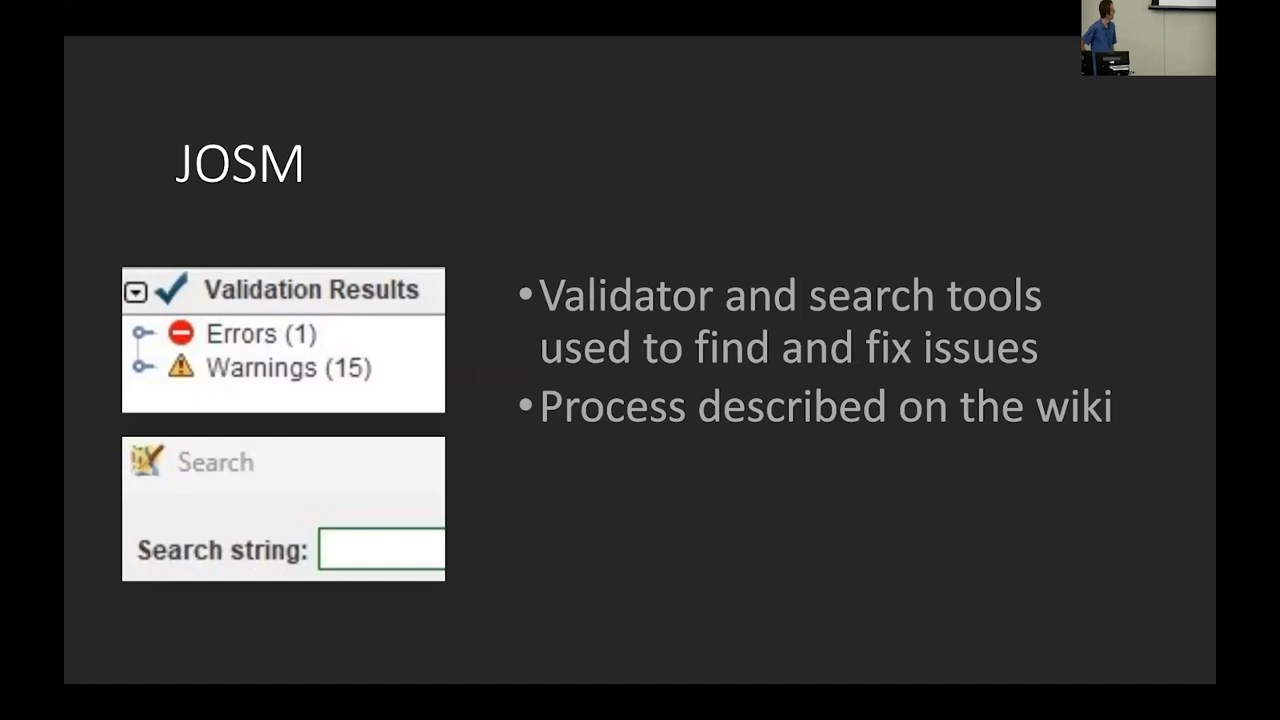 JOSM
Validation Results
Errors (1)
Warnings (15)
Search
Search string:
•Validator and search tools
used to find and fix issues
•Process described on the wiki